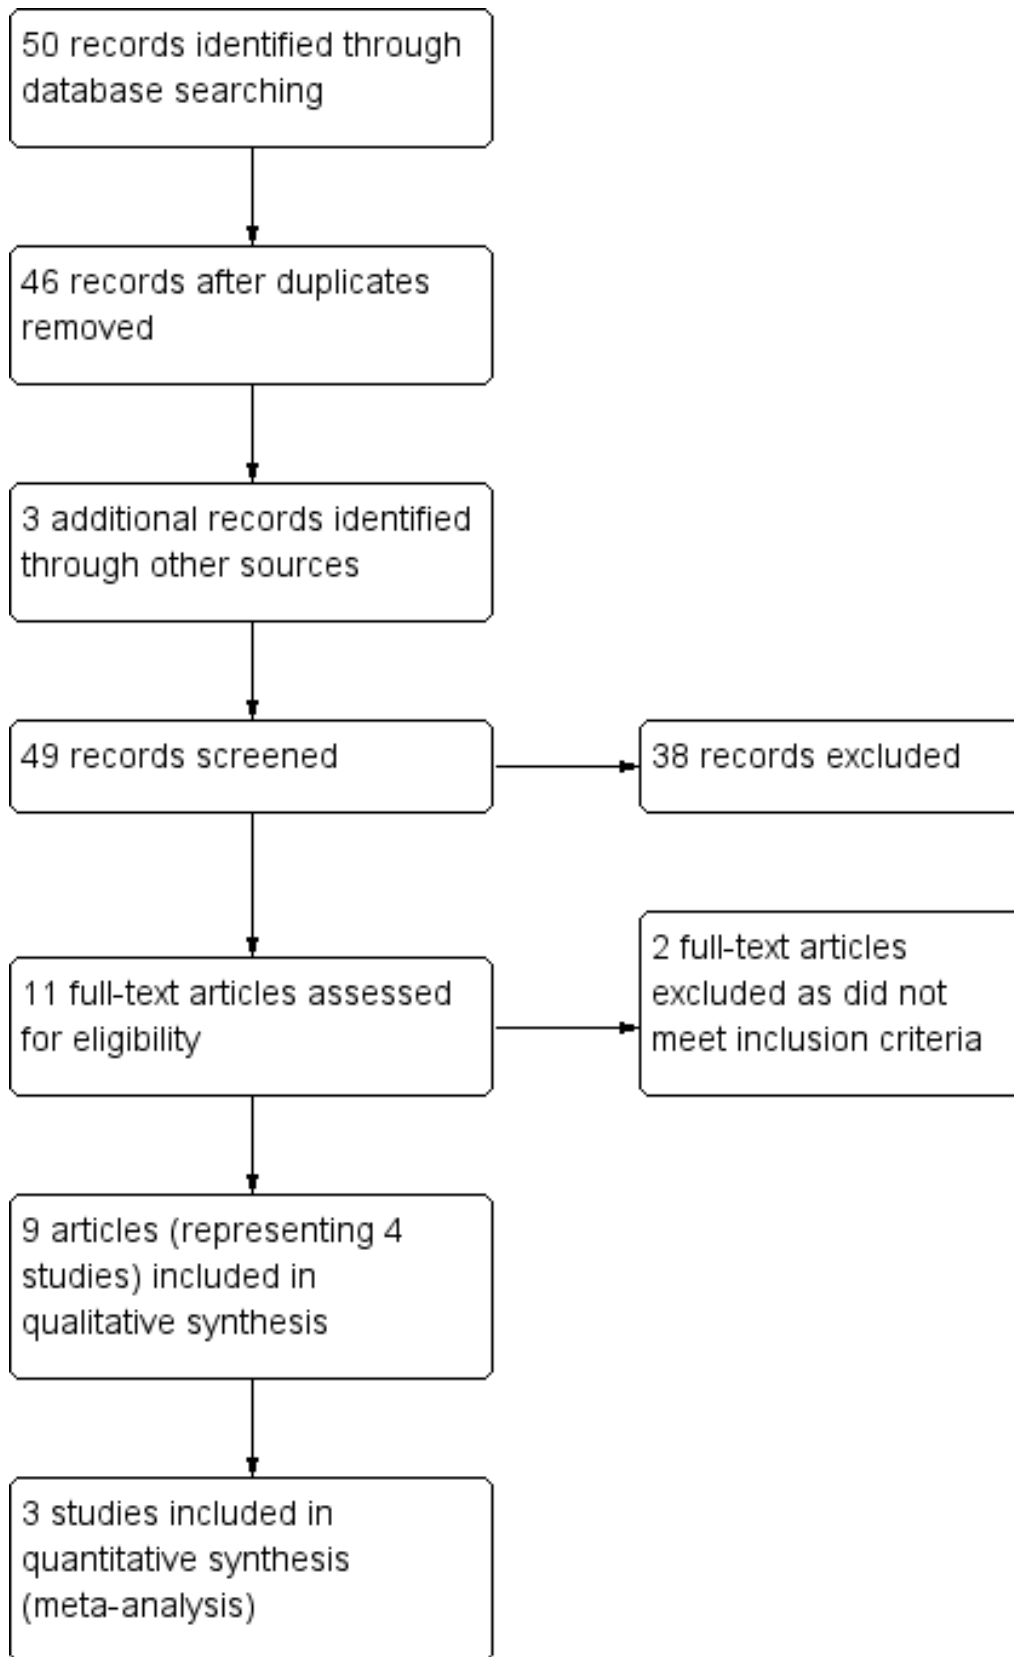 50 records identified through
database searching
46 records after duplicates
removed
3 additional records identified
through other sources
49 records screened
38 records excluded
11 full-text articles assessed
for eligibility
2 full-text articles
excluded as did not
meet inclusion criteria
9 articles (representing 4
studies) included in
qualitative synthesis
3 studies included in
quantitative synthesis
(meta-analysis)